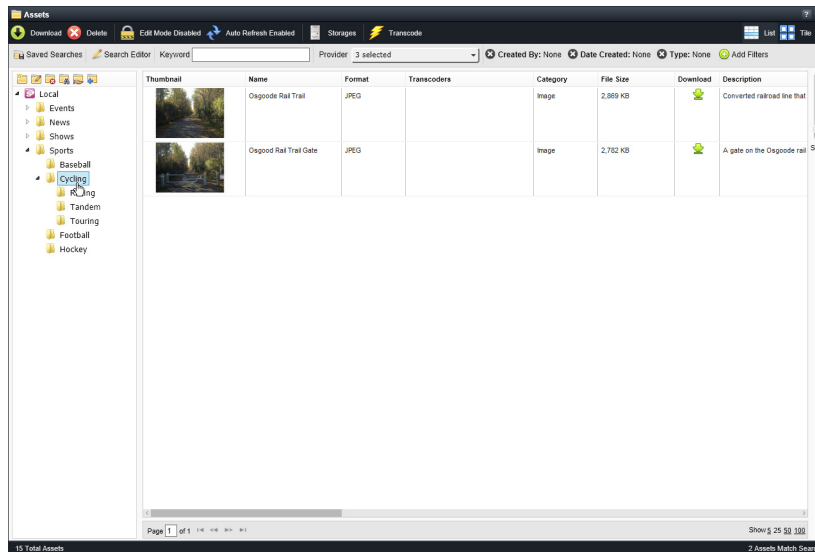 Assets ?
Download Delete Edit Mode Disabled Auto Refresh Enabled Storages Transcode List Tile
Saved Searches Search Editor Keyword Provider 3 selected Created By: None Date Created: None Type: None Add Filters
Local
Events
News
Shows
Sports
Baseball
Cycling
Tandem
Touring
Football
Hockey
Thumbnail Name Format Transcoders Category File Size Download Description
Osgoode Rail Trail JPEG Image 2,869 KB Converted railroad line that
Osgood Rail Trail Gate JPEG Image 2,782 KB A gate on the Osgoode rail
Page 1 of 1 Show 5 25 50 100
15 Total Assets 2 Assets Match Sear